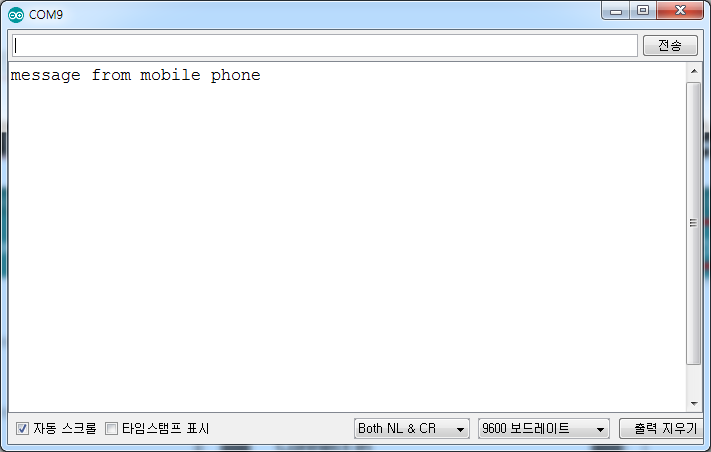 COM9
전송
message from mobile phone
자동 스크롤 타임스탬프 표시 Both NL & CR 9600 보드레이트 출력 지우기